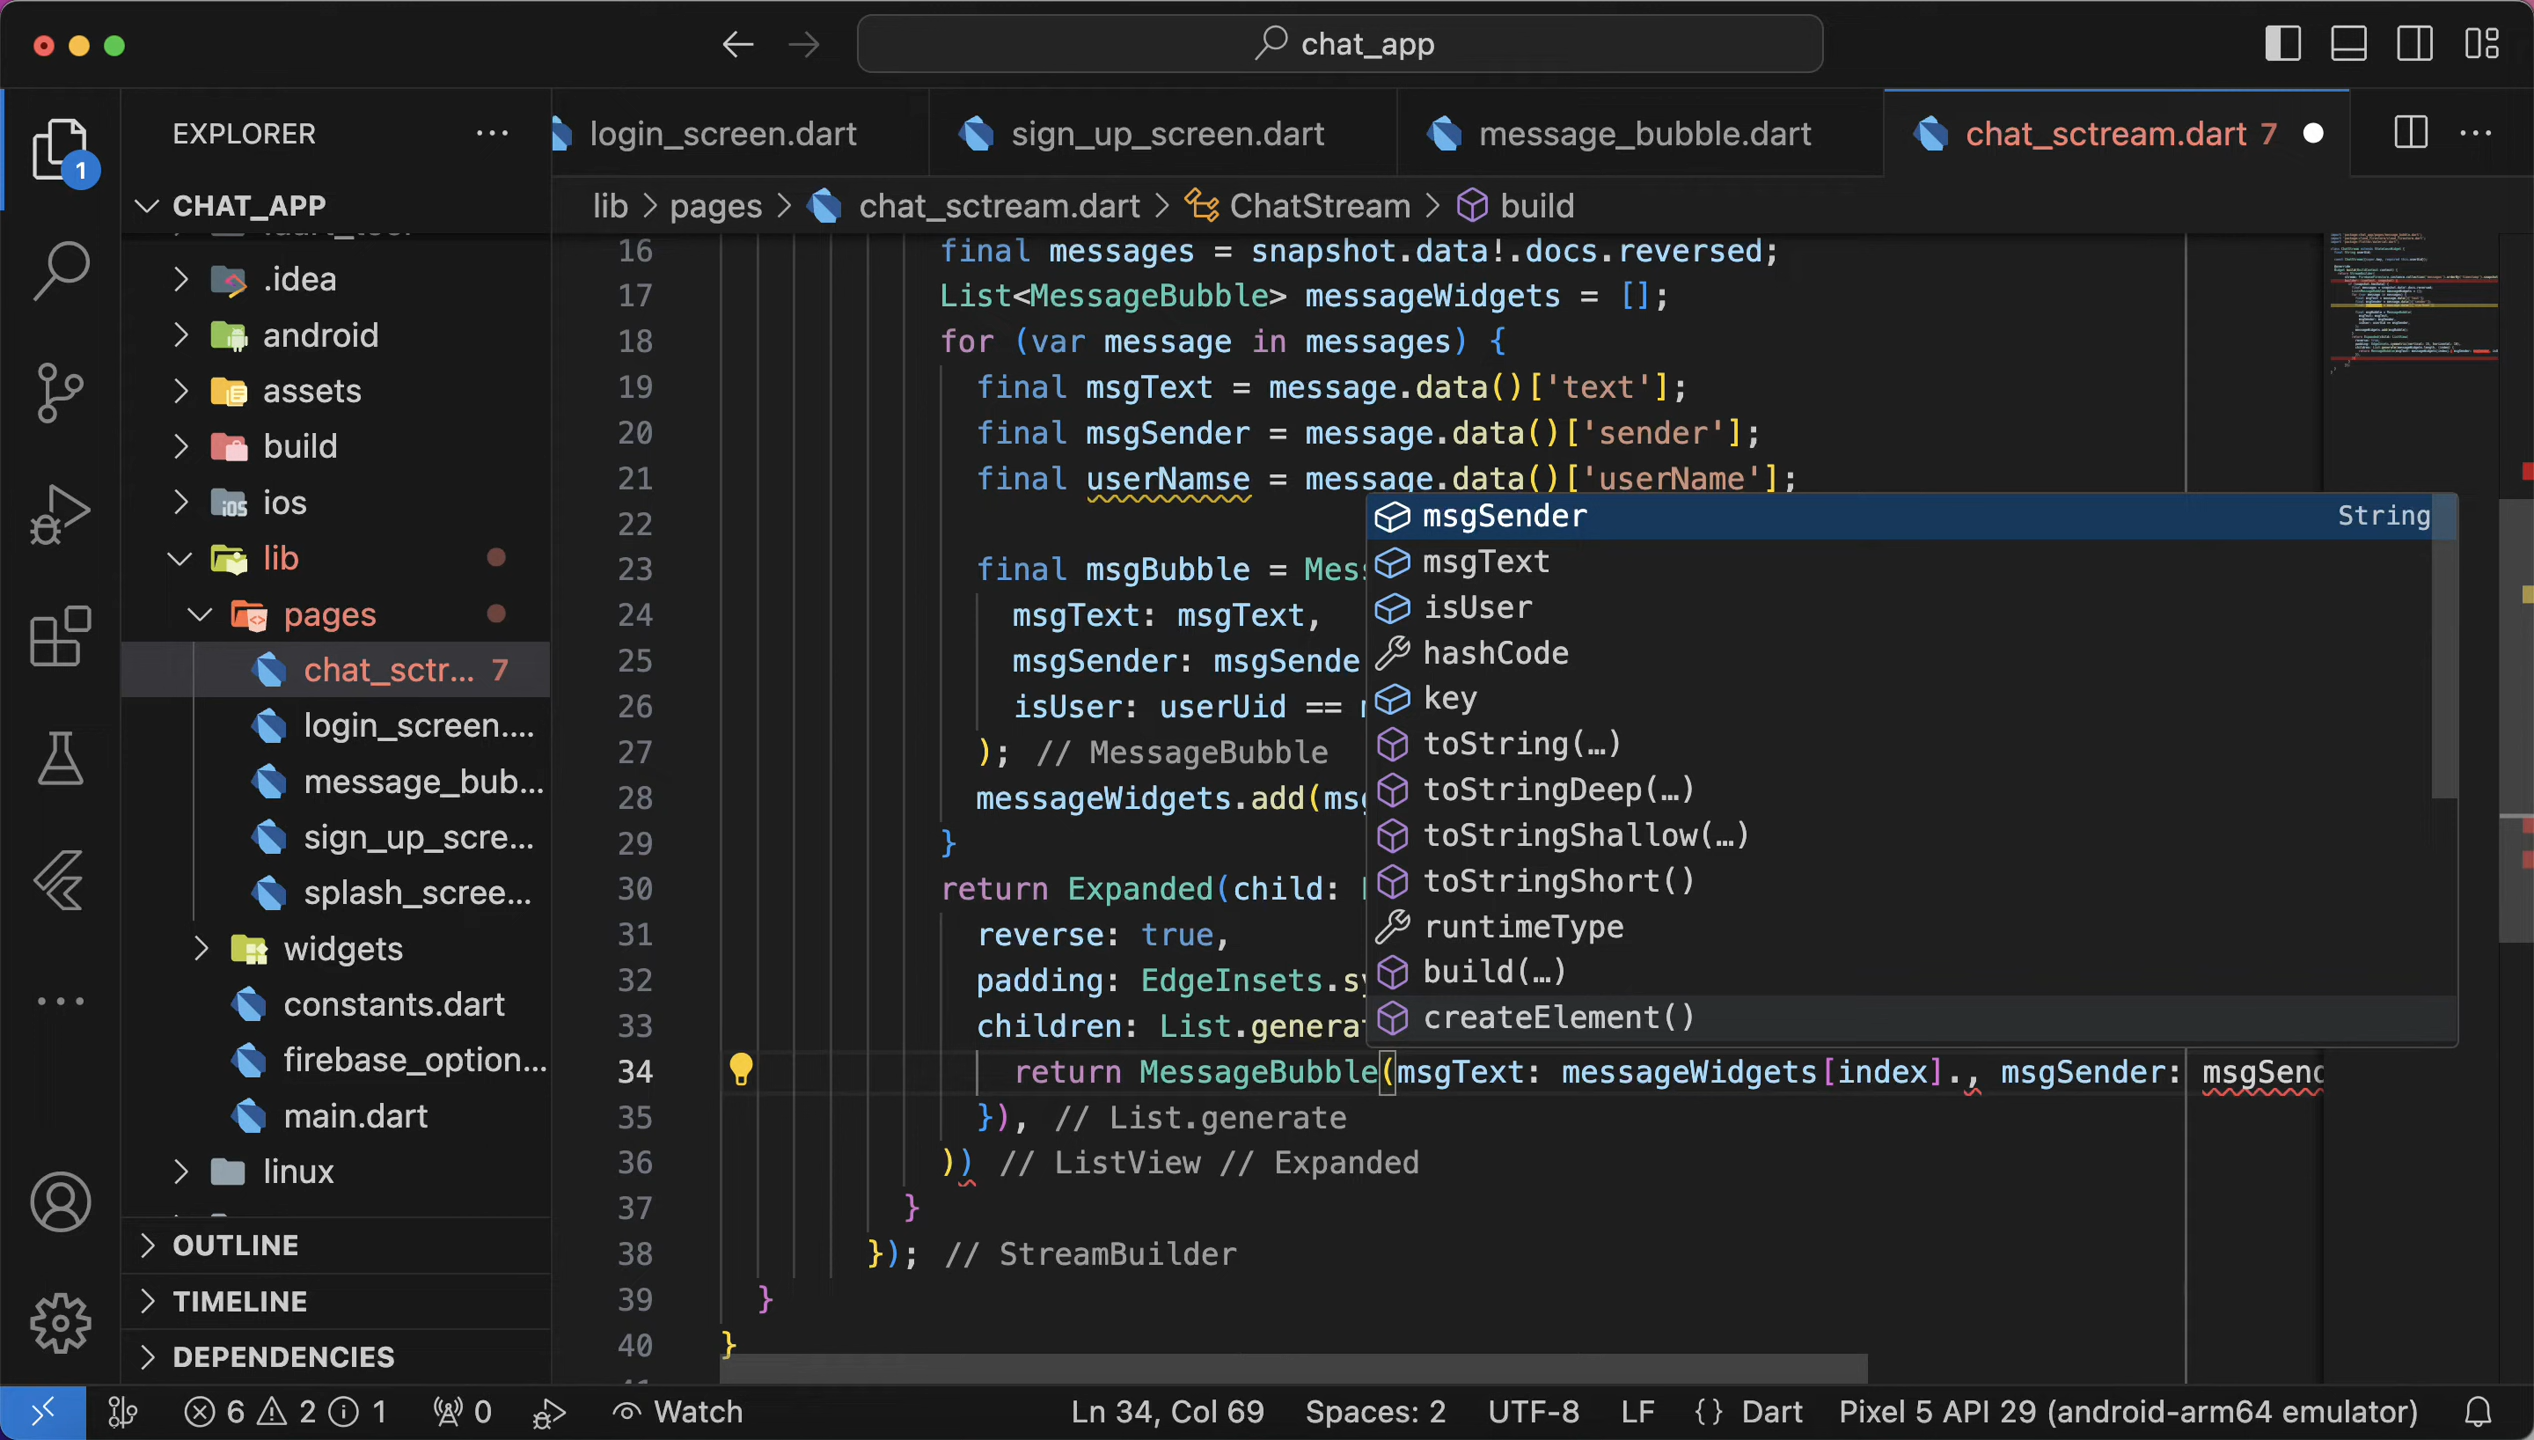 chat_app
EXPLORER
login_screen.dart
sign_up_screen.dart
message_bubble.dart
chat_sctream.dart 7
1
CHAT_APP
lib > pages > chat_sctream.dart > ChatStream > build
.idea
android
assets
build
ios
lib
pages
chat_sctr... 7
login_screen....
message_bub...
sign_up_scre...
splash_scree...
widgets
constants.dart
firebase_option...
main.dart
linux
OUTLINE
TIMELINE
DEPENDENCIES
16 final messages = snapshot.data!.docs.reversed;
17 List<MessageBubble> messageWidgets = [];
18 for (var message in messages) {
19 final msgText = message.data()['text'];
20 final msgSender = message.data()['sender'];
21 final userNamse = message.data()['userName'];
22
23 final msgBubble = Mes
24 msgText: msgText,
25 msgSender: msgSende
26 isUser: userUid ==
27 ); // MessageBubble
28 messageWidgets.add(msg
29 }
30 return Expanded(child:
31 reverse: true,
32 padding: EdgeInsets.sy
33 children: List.generat
34 return MessageBubble(msgText: messageWidgets[index]., msgSender: msgSend
35 }), // List.generate
36 )) // ListView // Expanded
37 }
38 }); // StreamBuilder
39 }
40 }
msgSender String
msgText
isUser
hashCode
key
toString(…)
toStringDeep(…)
toStringShallow(…)
toStringShort()
runtimeType
build(…)
createElement()
6 2 1 0 Watch Ln 34, Col 69 Spaces: 2 UTF-8 LF {} Dart Pixel 5 API 29 (android-arm64 emulator)